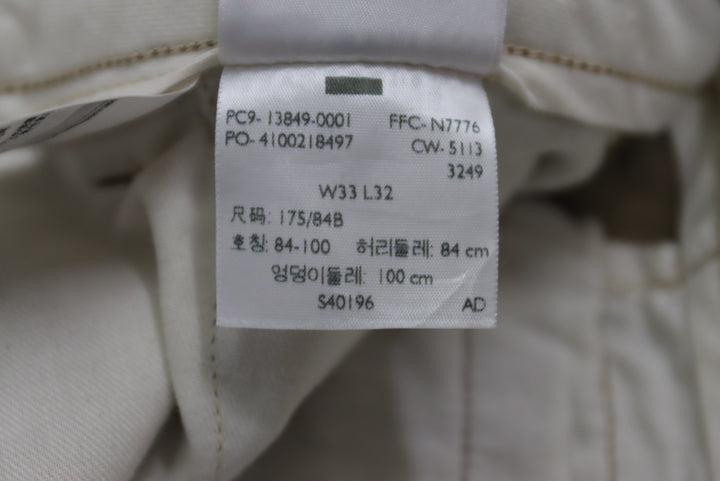 PC9- 13849-0001 FFC- N7776
PO- 4100218497 CW- 5113
3249
W33 L32
尺码: 175/84B
호칭: 84-100 허리둘레: 84 cm
엉덩이둘레: 100 cm
S40196 AD